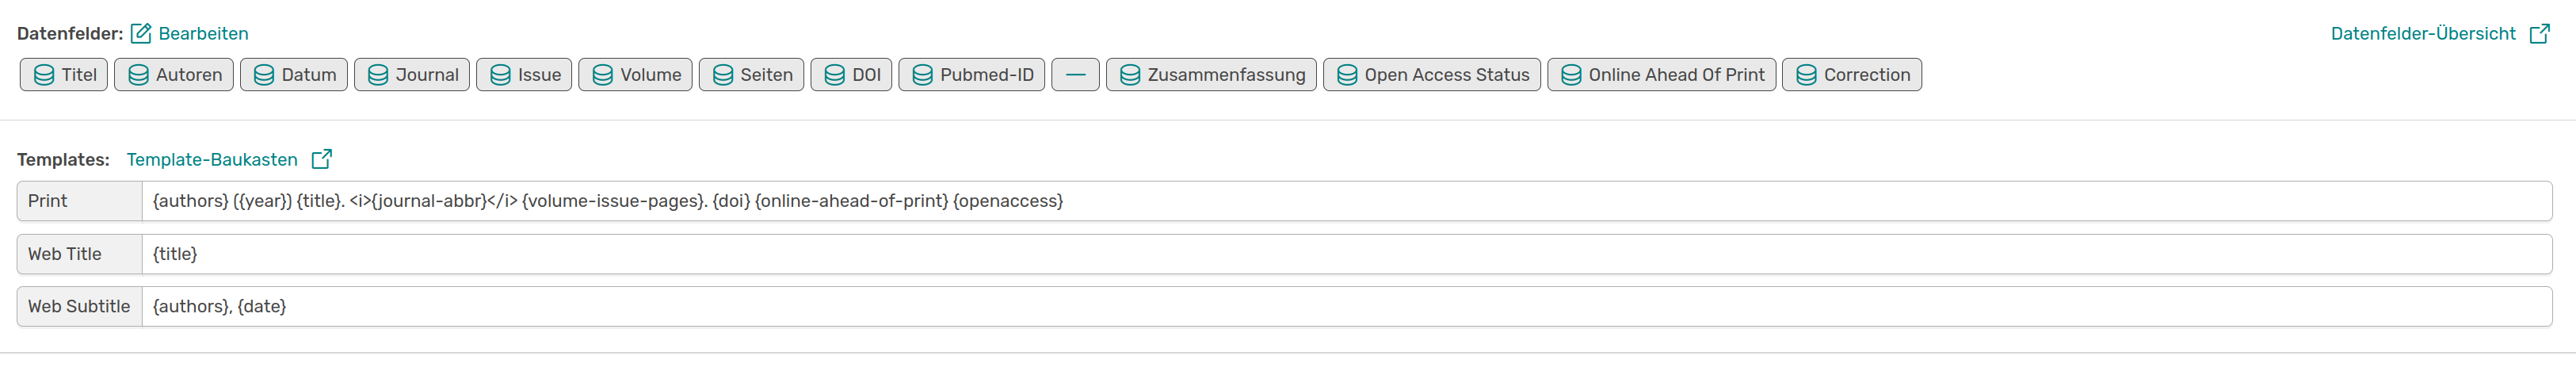 Datenfelder: Bearbeiten Datenfelder-Übersicht
Titel Autoren Datum Journal Issue Volume Seiten DOI Pubmed-ID — Zusammenfassung Open Access Status Online Ahead Of Print Correction
Templates: Template-Baukasten
Print {authors} ({year}) {title}. <i>{journal-abbr}</i> {volume-issue-pages}. {doi} {online-ahead-of-print} {openaccess}
Web Title {title}
Web Subtitle {authors}, {date}